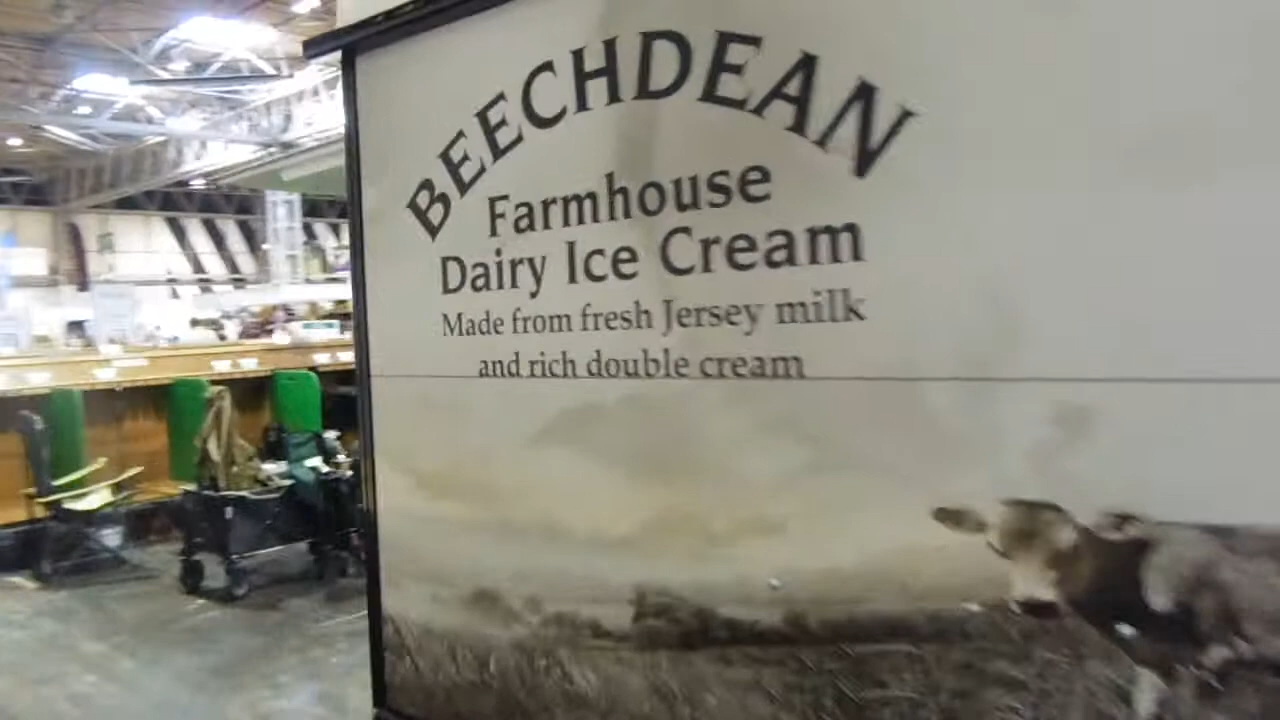 BEECHDEAN
Farmhouse
Dairy Ice Cream
Made from fresh Jersey milk
and rich double cream